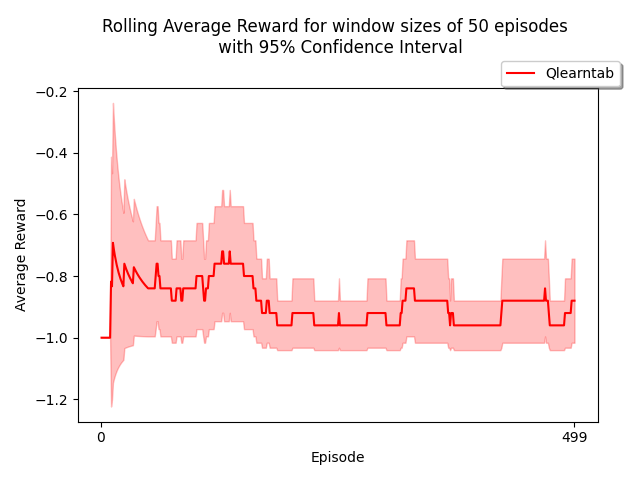 Rolling Average Reward for window sizes of 50 episodes
with 95% Confidence Interval
Qlearntab
−0.2
−0.4
−0.6
−0.8
−1.0
−1.2
Average Reward
0
499
Episode